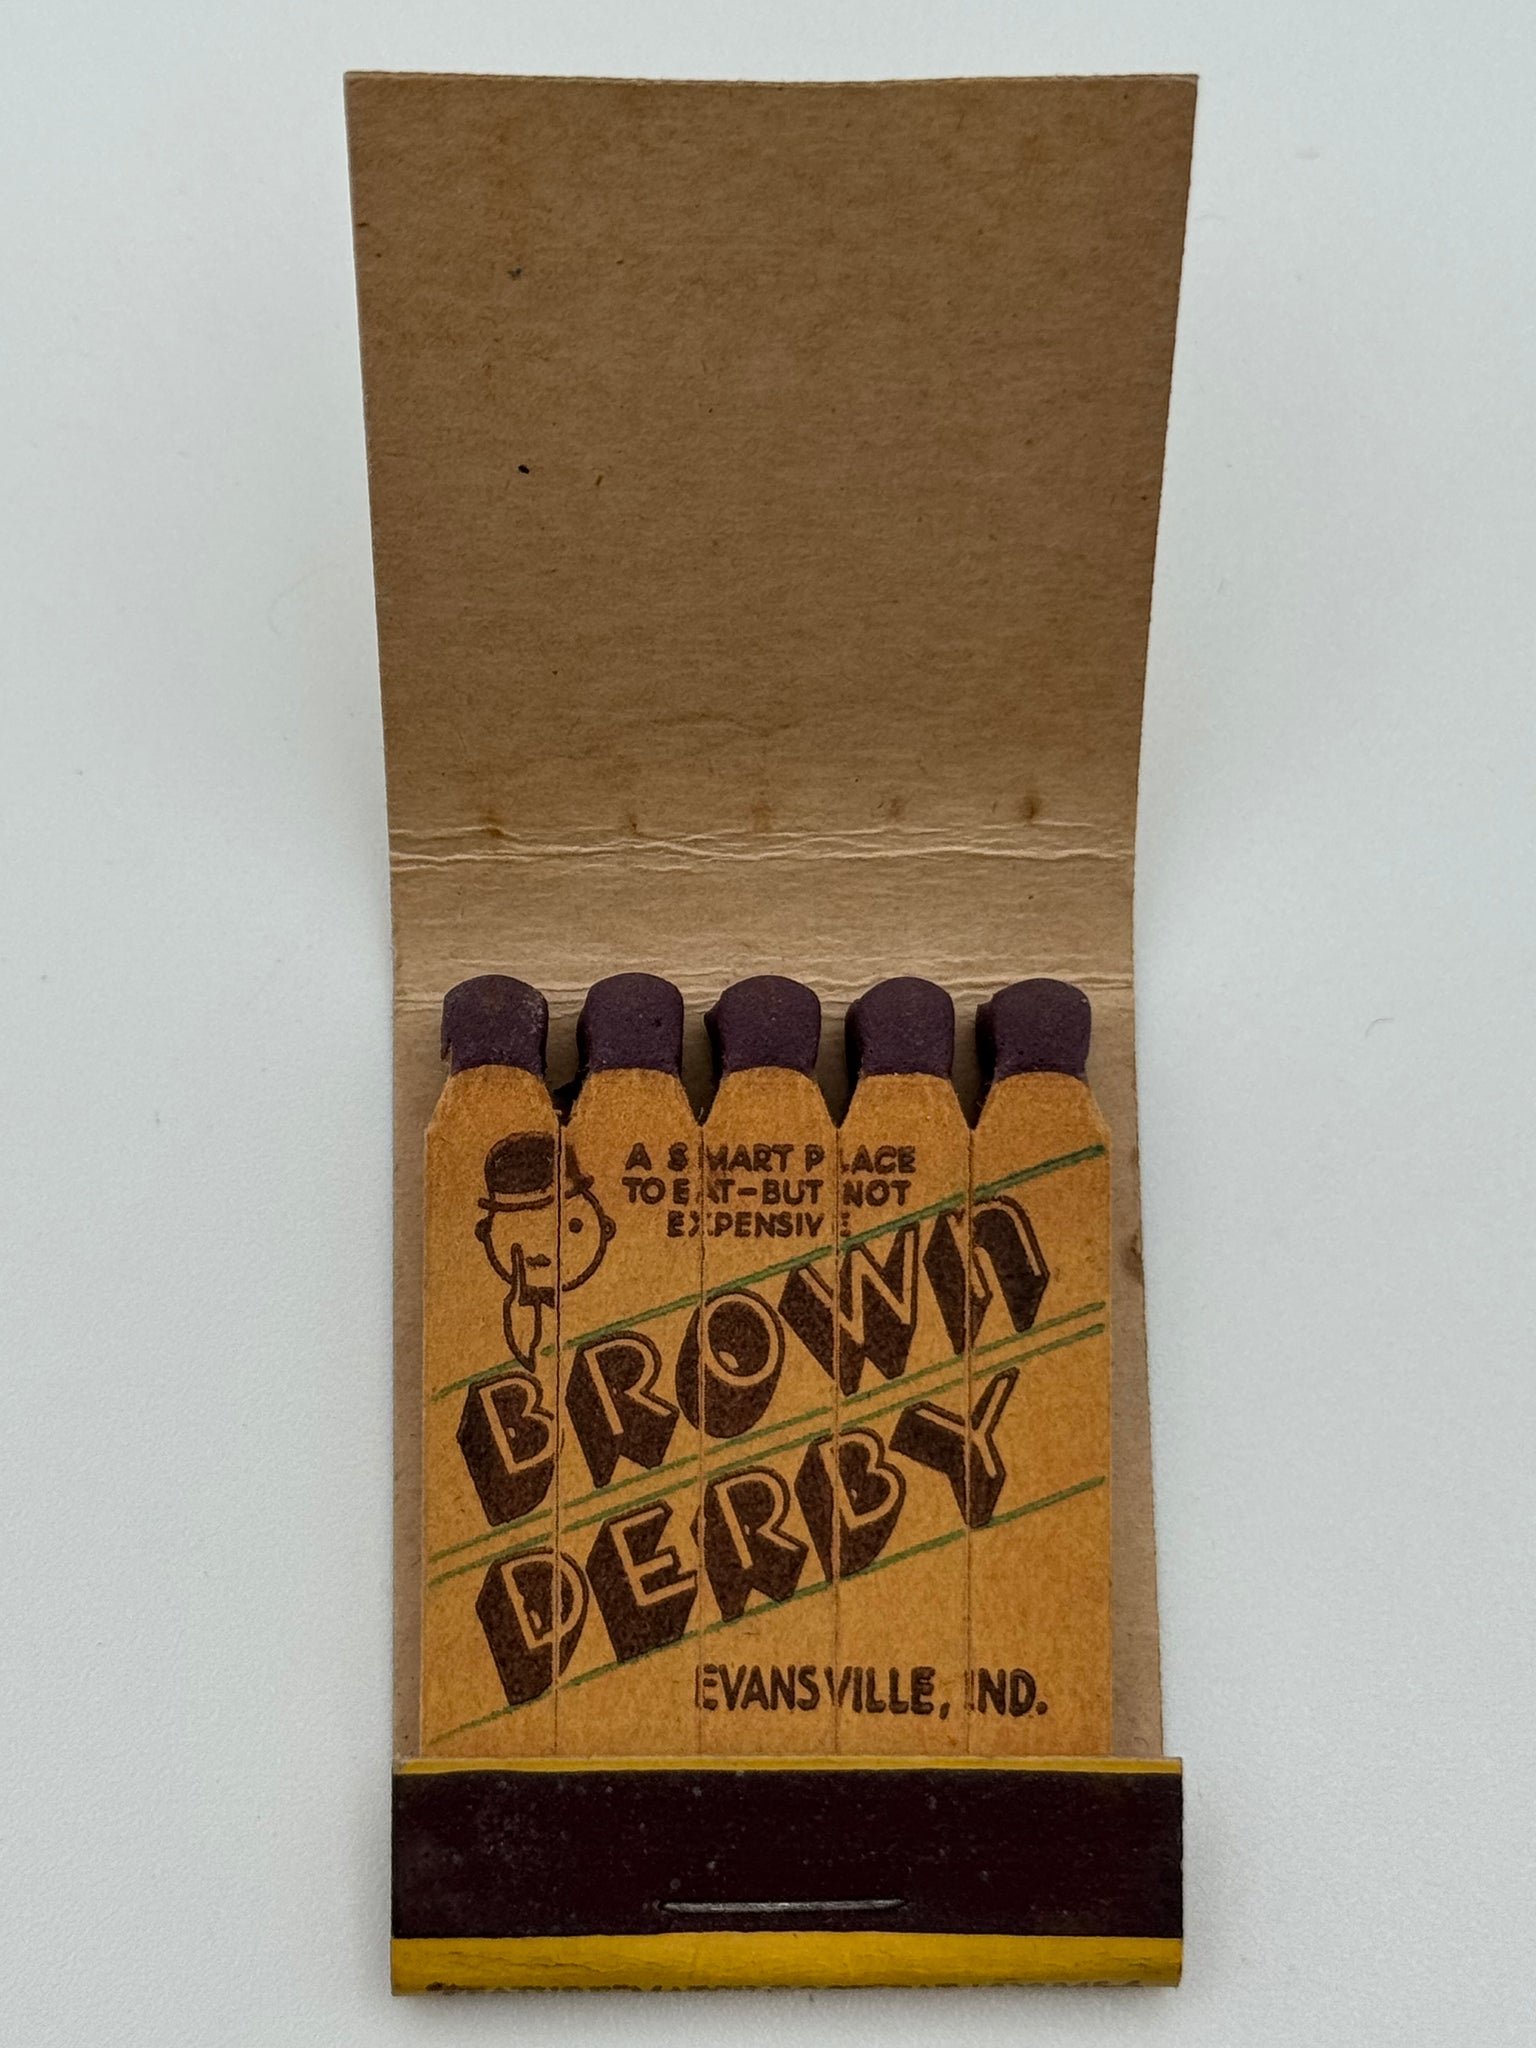 A SMART PLACE
TO EAT-BUT NOT
EXPENSIVE
BROWN
DERBY
EVANSVILLE, IND.